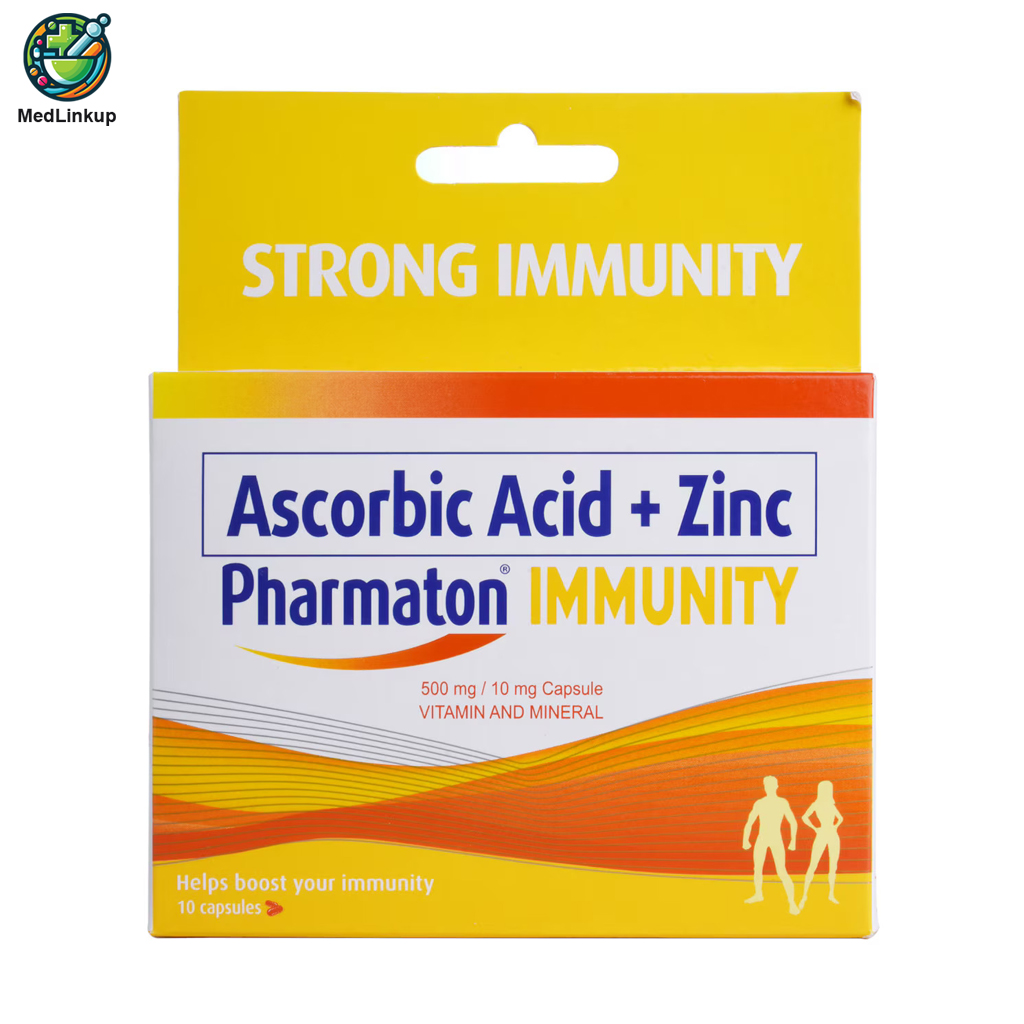 MedLinkup
STRONG IMMUNITY
Ascorbic Acid + Zinc
Pharmaton® IMMUNITY
500 mg / 10 mg Capsule
VITAMIN AND MINERAL
Helps boost your immunity
10 capsules